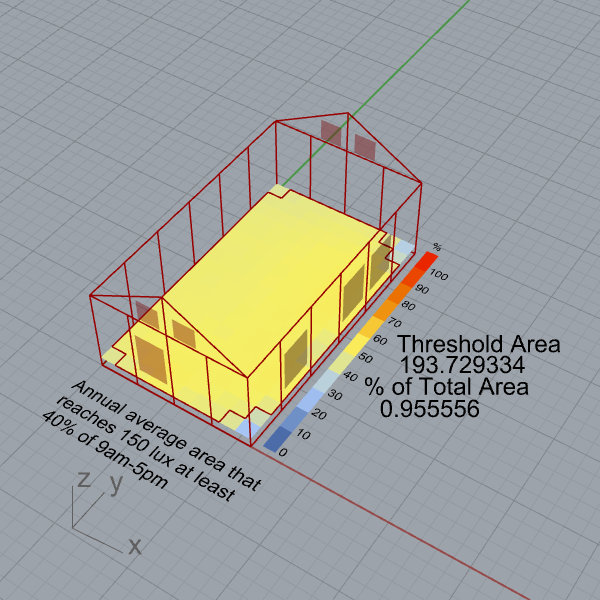 %
100
90
80
70
60
50
40
30
20
10
0
Threshold Area
193.729334
% of Total Area
0.955556
Annual average area that
reaches 150 lux at least
40% of 9am-5pm
z
y
x